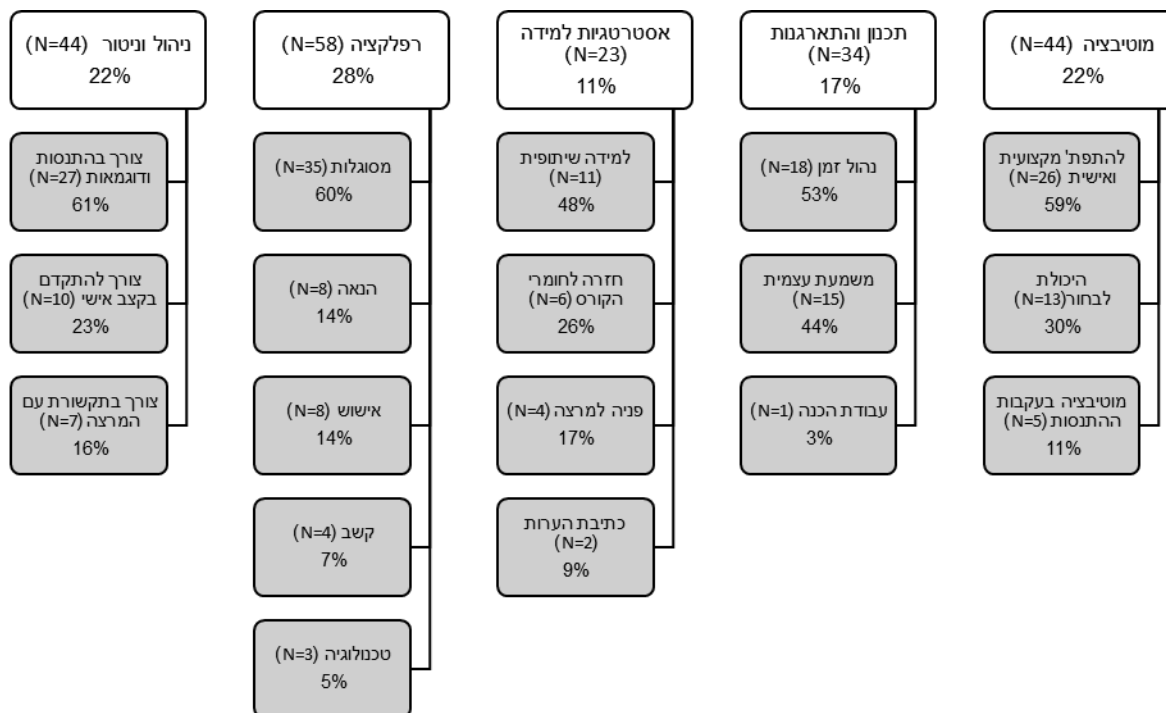 מוטיבציה (N=44)
22%
להתפת' מקצועית
ואישית (N=26)
59%
היכולת
לבחור(N=13)
30%
מוטיבציה בעקבות
ההתנסות (N=5)
11%
תכנון והתארגנות
(N=34)
17%
נהול זמן (N=18)
53%
משמעת עצמית
(N=15)
44%
עבודת הכנה (N=1)
3%
אסטרטגיות למידה
(N=23)
11%
למידה שיתופית
(N=11)
48%
חזרה לחומרי
הקורס (N=6)
26%
פניה למרצה (N=4)
17%
כתיבת הערות
(N=2)
9%
רפלקציה (N=58)
28%
מסוגלות (N=35)
60%
הנאה (N=8)
14%
אישוש (N=8)
14%
קשב (N=4)
7%
טכנולוגיה (N=3)
5%
ניהול וניטור (N=44)
22%
צורך בהתנסות
ודוגמאות (N=27)
61%
צורך להתקדם
בקצב אישי (N=10)
23%
צורך בתקשורת עם
המרצה (N=7)
16%